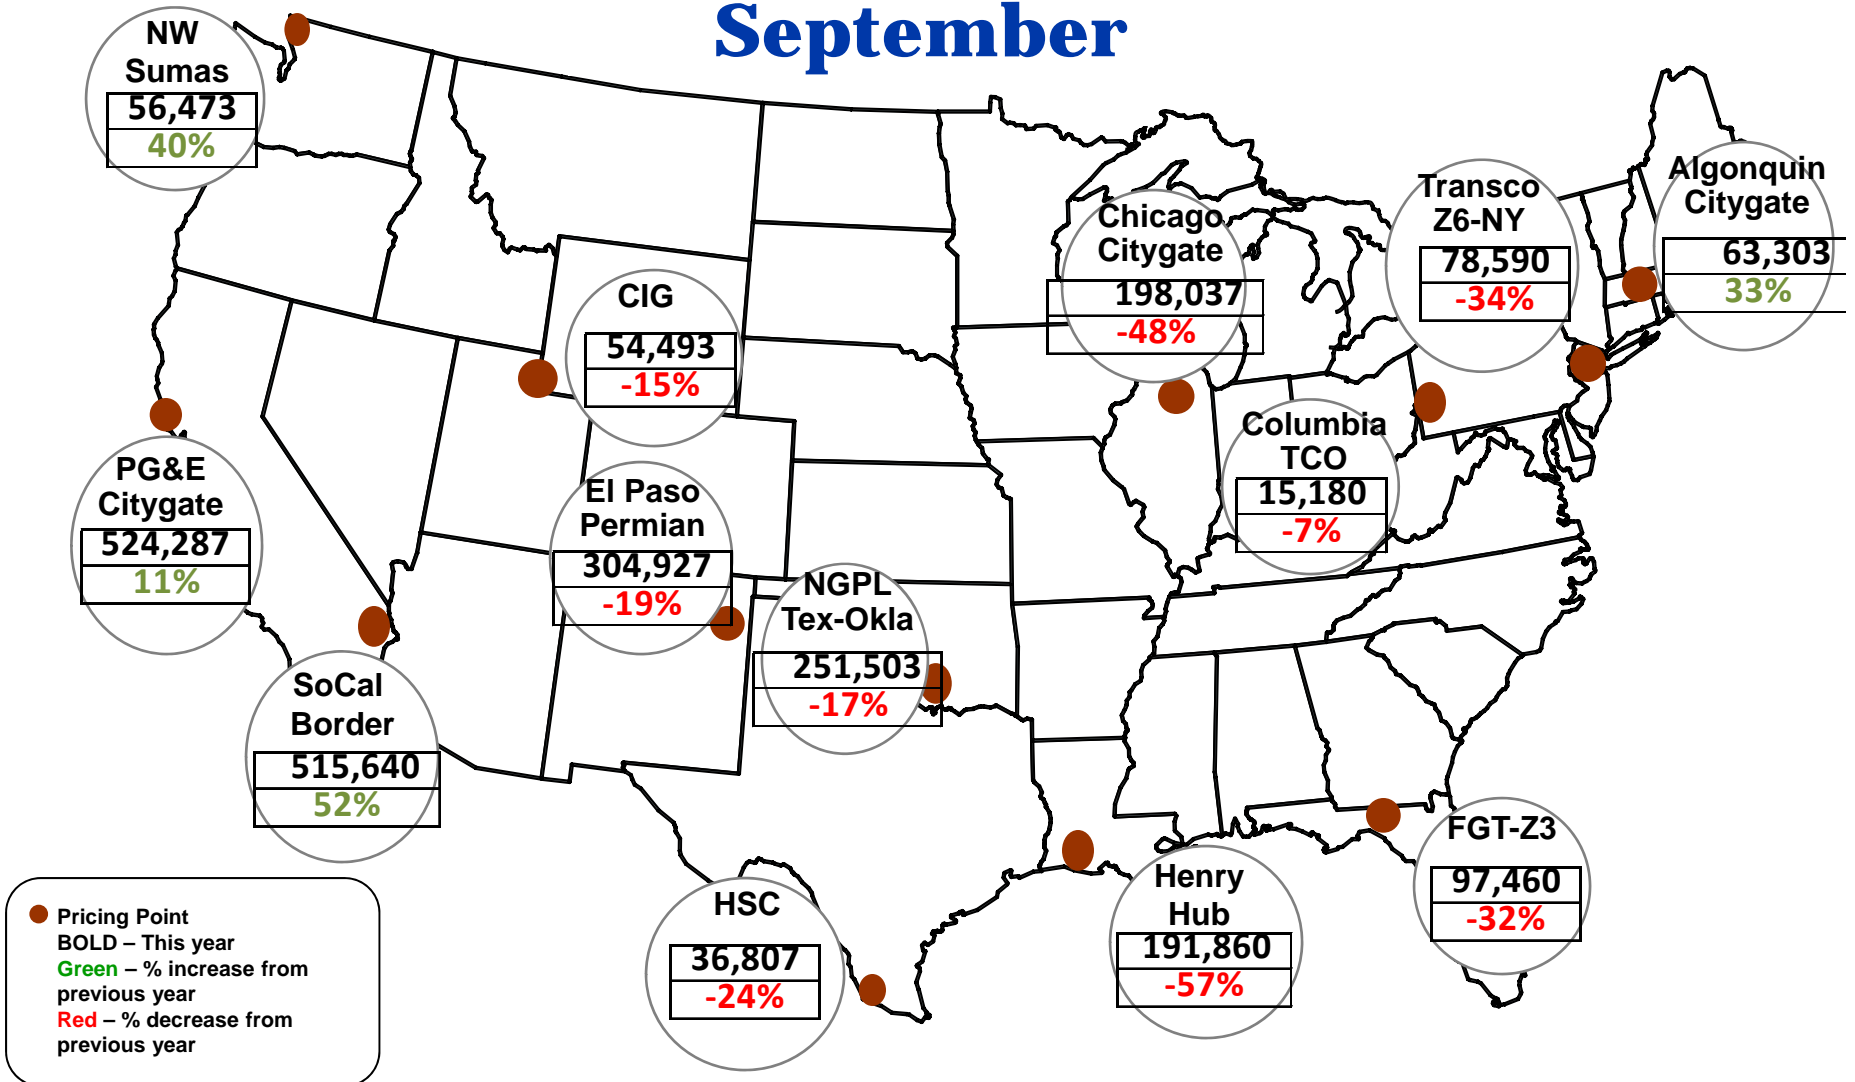 September
NW
Sumas
56,473
40%
Algonquin
Citygate
63,303
33%
Transco
Z6-NY
78,590
-34%
Chicago
Citygate
198,037
-48%
CIG
54,493
-15%
Columbia
TCO
15,180
-7%
PG&E
Citygate
524,287
11%
El Paso
Permian
304,927
-19%
NGPL
Tex-Okla
251,503
-17%
SoCal
Border
515,640
52%
FGT-Z3
97,460
-32%
Henry
Hub
191,860
-57%
HSC
36,807
-24%
Pricing Point
BOLD – This year
Green – % increase from
previous year
Red – % decrease from
previous year